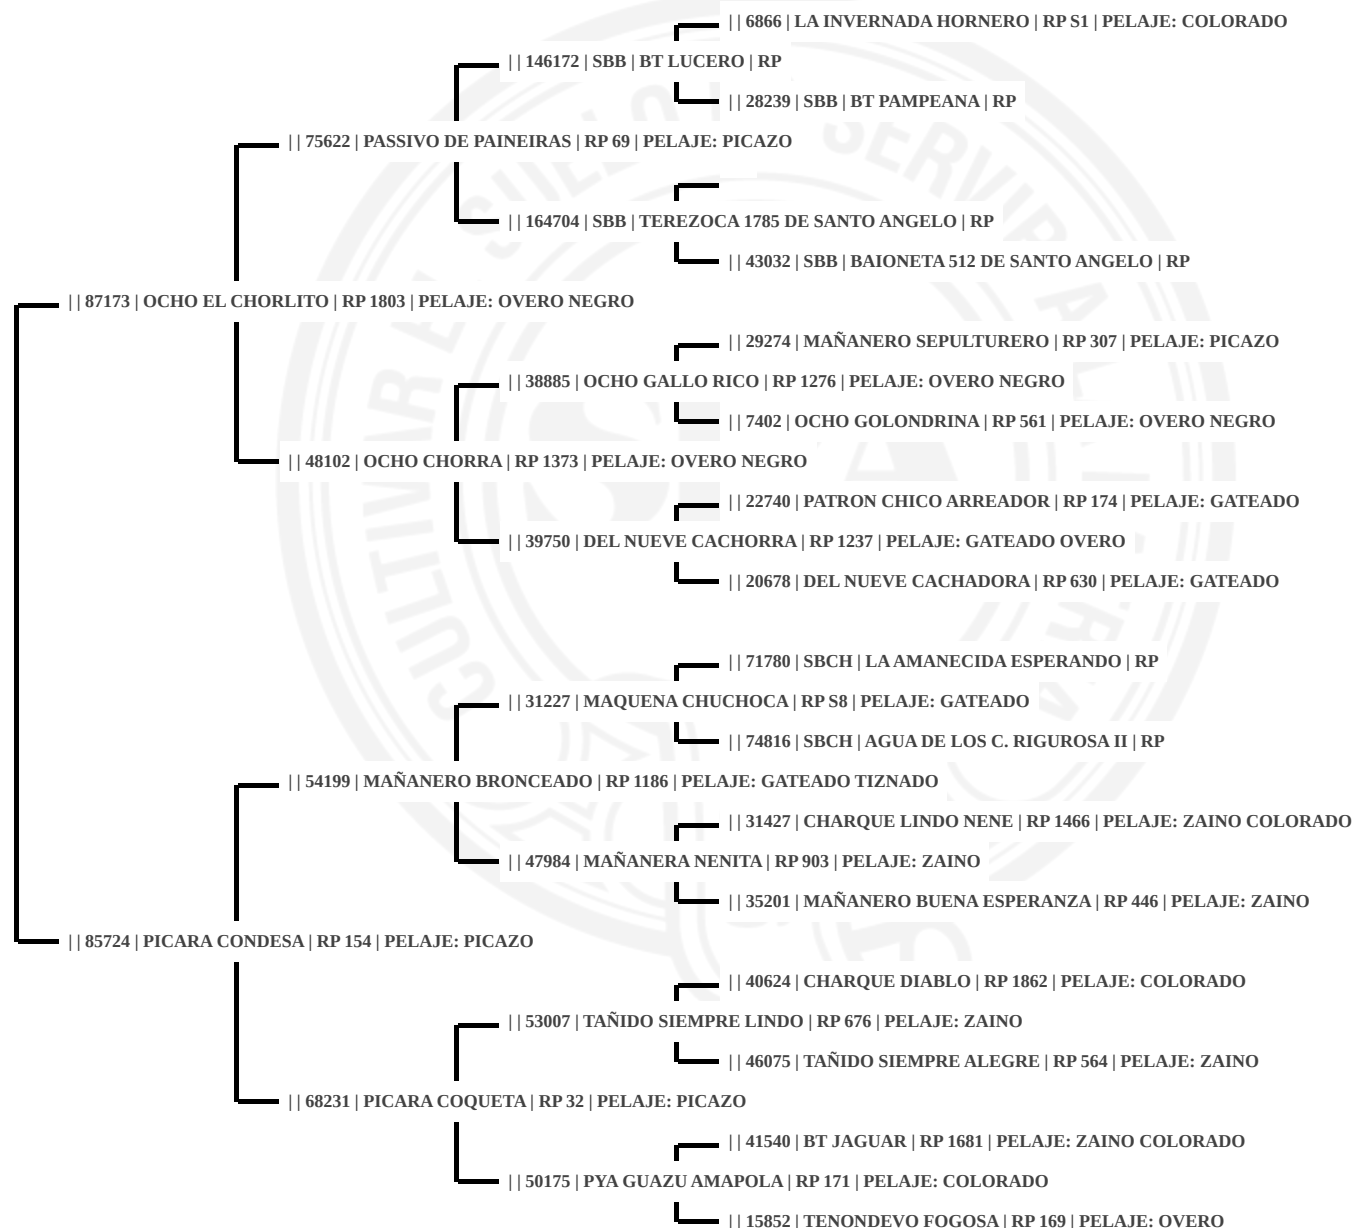 | | 6866 | LA INVERNADA HORNERO | RP S1 | PELAJE: COLORADO
| | 146172 | SBB | BT LUCERO | RP
| | 28239 | SBB | BT PAMPEANA | RP
| | 75622 | PASSIVO DE PAINEIRAS | RP 69 | PELAJE: PICAZO
| | 164704 | SBB | TEREZOCA 1785 DE SANTO ANGELO | RP
| | 43032 | SBB | BAIONETA 512 DE SANTO ANGELO | RP
| | 87173 | OCHO EL CHORLITO | RP 1803 | PELAJE: OVERO NEGRO
| | 29274 | MAÑANERO SEPULTURERO | RP 307 | PELAJE: PICAZO
| | 38885 | OCHO GALLO RICO | RP 1276 | PELAJE: OVERO NEGRO
| | 7402 | OCHO GOLONDRINA | RP 561 | PELAJE: OVERO NEGRO
| | 48102 | OCHO CHORRA | RP 1373 | PELAJE: OVERO NEGRO
| | 22740 | PATRON CHICO ARREADOR | RP 174 | PELAJE: GATEADO
| | 39750 | DEL NUEVE CACHORRA | RP 1237 | PELAJE: GATEADO OVERO
| | 20678 | DEL NUEVE CACHADORA | RP 630 | PELAJE: GATEADO
| | 71780 | SBCH | LA AMANECIDA ESPERANDO | RP
| | 31227 | MAQUENA CHUCHOCA | RP S8 | PELAJE: GATEADO
| | 74816 | SBCH | AGUA DE LOS C. RIGUROSA II | RP
| | 54199 | MAÑANERO BRONCEADO | RP 1186 | PELAJE: GATEADO TIZNADO
| | 31427 | CHARQUE LINDO NENE | RP 1466 | PELAJE: ZAINO COLORADO
| | 47984 | MAÑANERA NENITA | RP 903 | PELAJE: ZAINO
| | 35201 | MAÑANERO BUENA ESPERANZA | RP 446 | PELAJE: ZAINO
| | 85724 | PICARA CONDESA | RP 154 | PELAJE: PICAZO
| | 40624 | CHARQUE DIABLO | RP 1862 | PELAJE: COLORADO
| | 53007 | TAÑIDO SIEMPRE LINDO | RP 676 | PELAJE: ZAINO
| | 46075 | TAÑIDO SIEMPRE ALEGRE | RP 564 | PELAJE: ZAINO
| | 68231 | PICARA COQUETA | RP 32 | PELAJE: PICAZO
| | 41540 | BT JAGUAR | RP 1681 | PELAJE: ZAINO COLORADO
| | 50175 | PYA GUAZU AMAPOLA | RP 171 | PELAJE: COLORADO
| | 15852 | TENONDEVO FOGOSA | RP 169 | PELAJE: OVERO